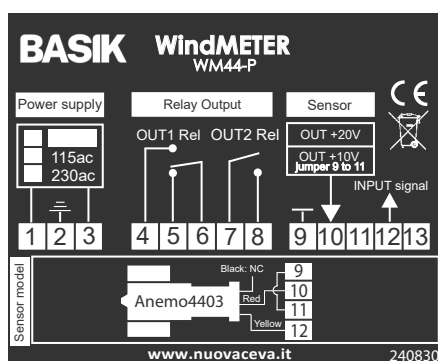 BASIK WindMETER
WM44-P
CE
Power supply
Relay Output
Sensor
115ac
230ac
OUT1 Rel
OUT2 Rel
OUT +20V
OUT +10V
Jumper 9 to 11
INPUT signal
1 2 3 4 5 6 7 8 9 10 11 12 13
Sensor model
Anemo4403
Black: NC
Red
Yellow
9
10
11
12
www.nuovaceva.it
240830